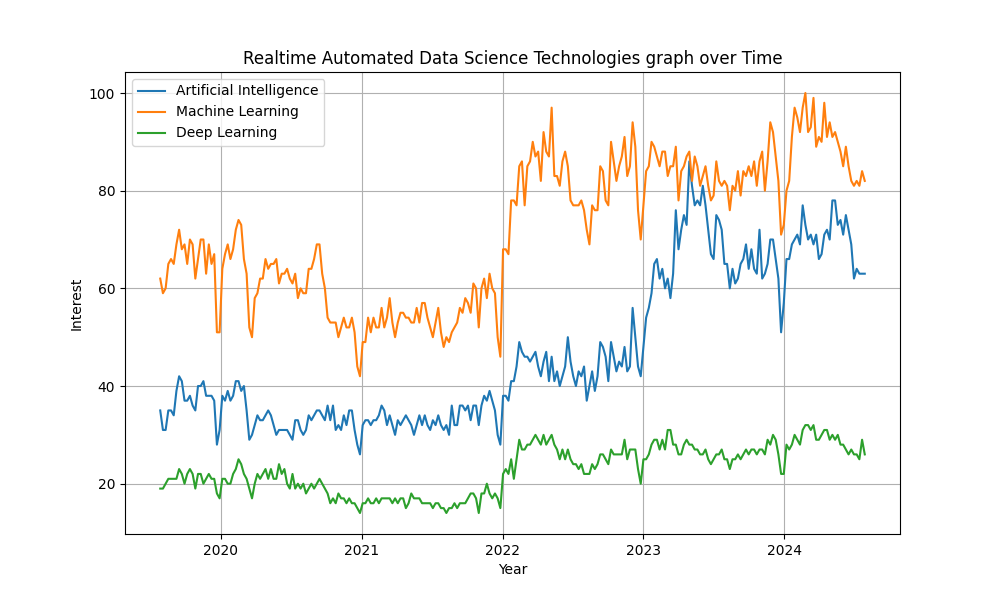 Realtime Automated Data Science Technologies graph over Time
Artificial Intelligence
Machine Learning
Deep Learning
100
80
60
40
20
Interest
2020 2021 2022 2023 2024
Year